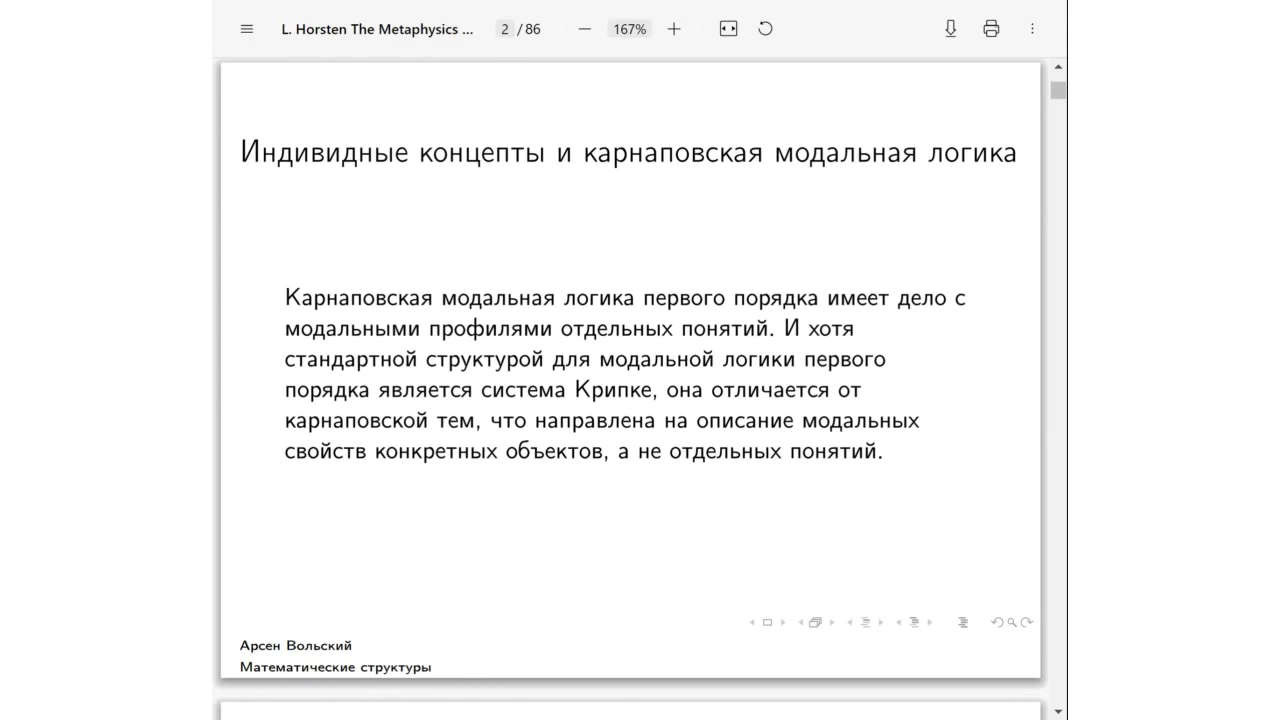 L. Horsten The Metaphysics ... 2 / 86 167%
Индивидные концепты и карнаповская модальная логика
Карнаповская модальная логика первого порядка имеет дело с
модальными профилями отдельных понятий. И хотя
стандартной структурой для модальной логики первого
порядка является система Крипке, она отличается от
карнаповской тем, что направлена на описание модальных
свойств конкретных объектов, а не отдельных понятий.
Арсен Вольский
Математические структуры